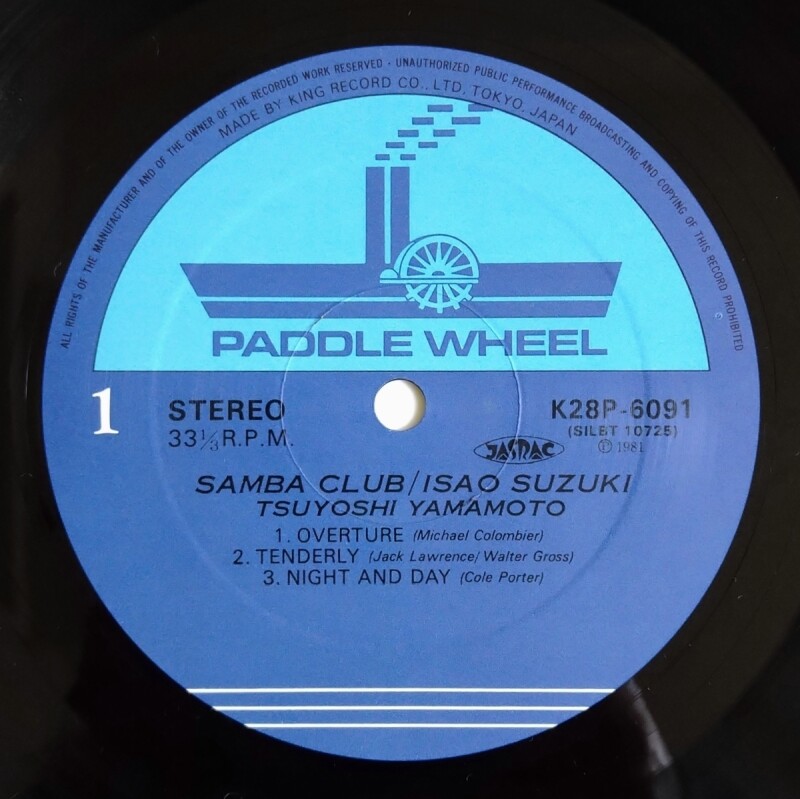 ALL RIGHTS OF THE MANUFACTURER AND OF THE OWNER OF THE RECORDED WORK RESERVED · UNAUTHORIZED PUBLIC PERFORMANCE BROADCASTING AND COPYING OF THIS RECORD PROHIBITED
MADE BY KING RECORD CO., LTD. TOKYO. JAPAN
PADDLE WHEEL
1
STEREO
33⅓ R.P.M.
K28P-6091
(SILBT 10725)
JASRAC
Ⓟ 1981
SAMBA CLUB/ISAO SUZUKI
TSUYOSHI YAMAMOTO
1. OVERTURE (Michael Colombier)
2. TENDERLY (Jack Lawrence/Walter Gross)
3. NIGHT AND DAY (Cole Porter)